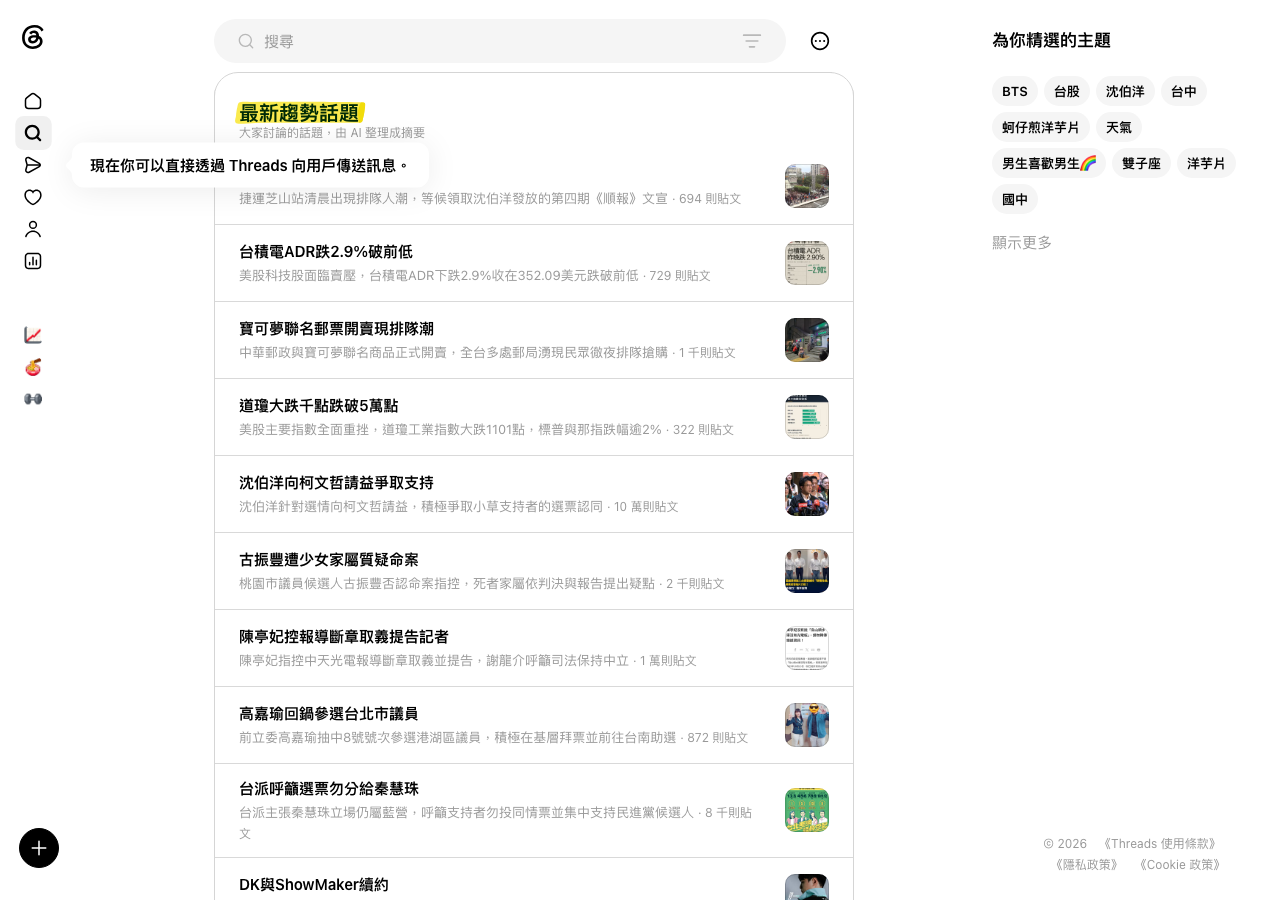 搜尋
最新趨勢話題
大家討論的話題，由 AI 整理成摘要
現在你可以直接透過 Threads 向用戶傳送訊息。
捷運芝山站清晨出現排隊人潮，等候領取沈伯洋發放的第四期《順報》文宣 · 694 則貼文
台積電ADR跌2.9%破前低
美股科技股面臨賣壓，台積電ADR下跌2.9%收在352.09美元跌破前低 · 729 則貼文
台積電 ADR
昨晚跌 2.90%
-2.90%
寶可夢聯名郵票開賣現排隊潮
中華郵政與寶可夢聯名商品正式開賣，全台多處郵局湧現民眾徹夜排隊搶購 · 1 千則貼文
道瓊大跌千點跌破5萬點
美股主要指數全面重挫，道瓊工業指數大跌1101點，標普與那指跌幅逾2% · 322 則貼文
沈伯洋向柯文哲請益爭取支持
沈伯洋針對選情向柯文哲請益，積極爭取小草支持者的選票認同 · 10 萬則貼文
古振豐遭少女家屬質疑命案
桃園市議員候選人古振豐否認命案指控，死者家屬依判決與報告提出疑點 · 2 千則貼文
陳亭妃控報導斷章取義提告記者
陳亭妃指控中天光電報導斷章取義並提告，謝龍介呼籲司法保持中立 · 1 萬則貼文
高嘉瑜回鍋參選台北市議員
前立委高嘉瑜抽中8號號次參選港湖區議員，積極在基層拜票並前往台南助選 · 872 則貼文
台派呼籲選票勿分給秦慧珠
台派主張秦慧珠立場仍屬藍營，呼籲支持者勿投同情票並集中支持民進黨候選人 · 8 千則貼
文
DK與ShowMaker續約
為你精選的主題
BTS
台股
沈伯洋
台中
蚵仔煎洋芋片
天氣
男生喜歡男生🌈
雙子座
洋芋片
國中
顯示更多
© 2026
《Threads 使用條款》
《隱私政策》
《Cookie 政策》